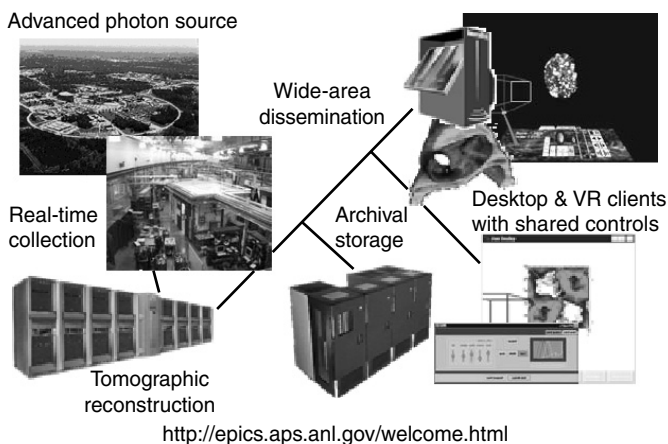 Advanced photon source
Wide-area
dissemination
Real-time
collection
Archival
storage
Desktop & VR clients
with shared controls
Tomographic
reconstruction
http://epics.aps.anl.gov/welcome.html